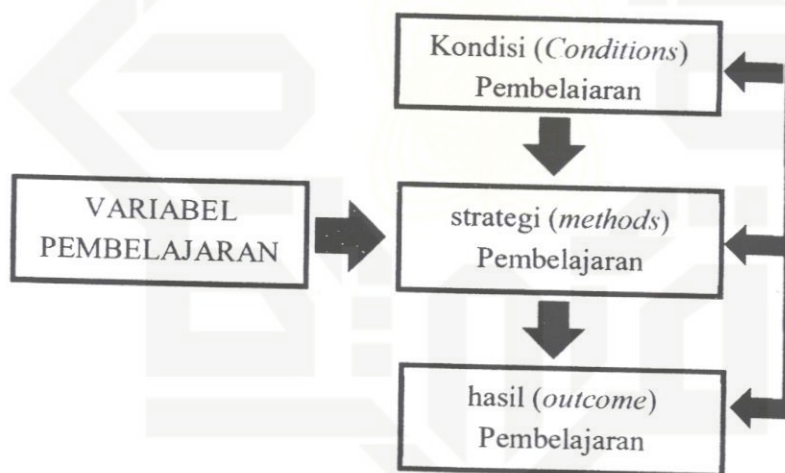 Kondisi (Conditions)
Pembelajaran
VARIABEL
PEMBELAJARAN
strategi (methods)
Pembelajaran
hasil (outcome)
Pembelajaran